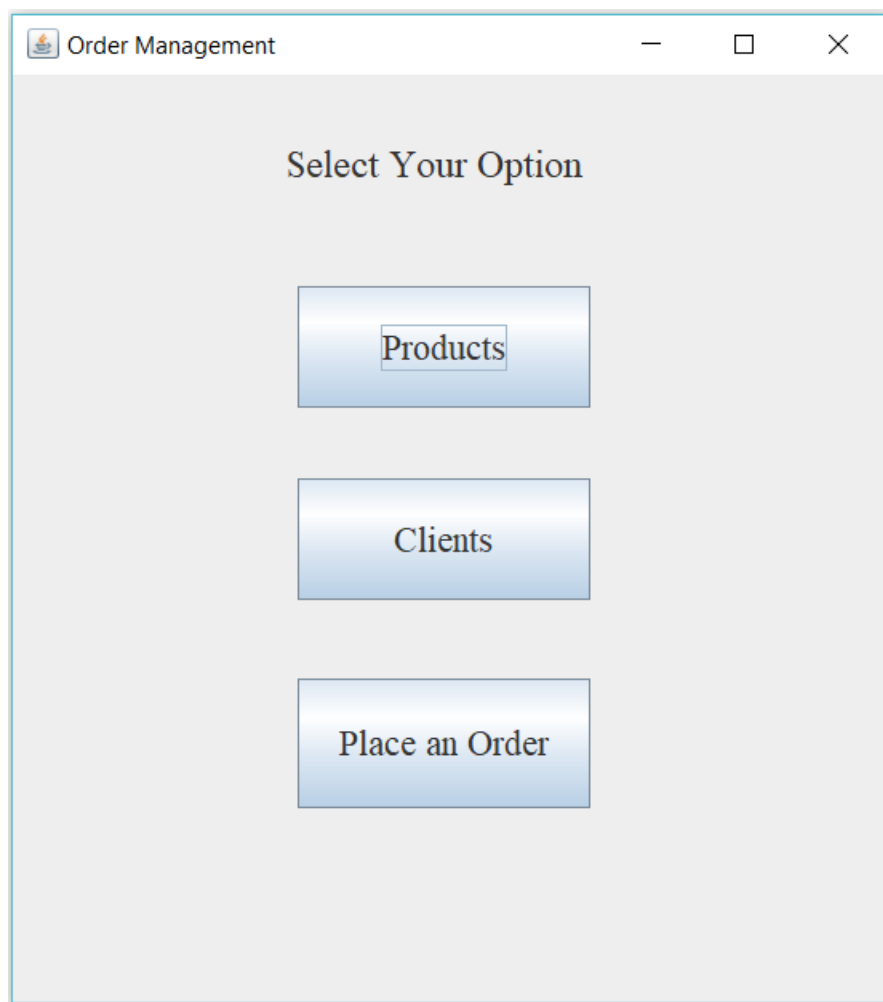 Order Management
Select Your Option
Products
Clients
Place an Order